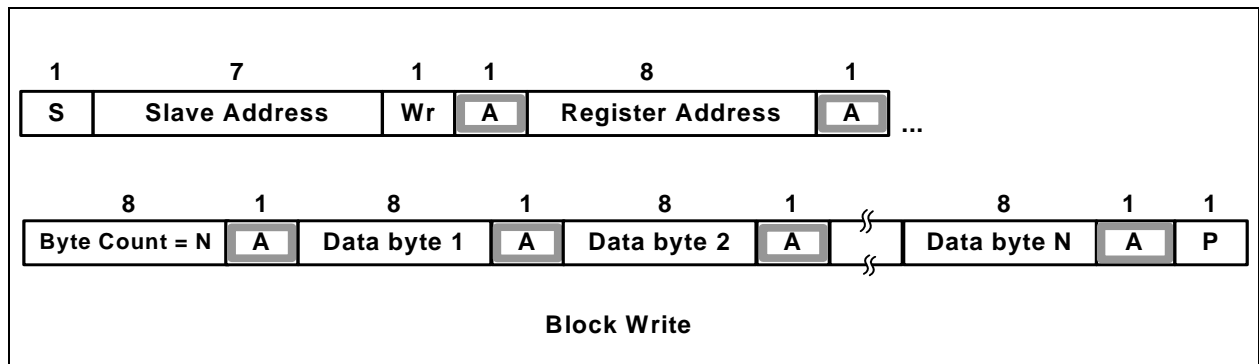 1 7 1 1 8 1
S Slave Address Wr A Register Address A ...
8 1 8 1 8 1 8 1 1
Byte Count = N A Data byte 1 A Data byte 2 A Data byte N A P
Block Write